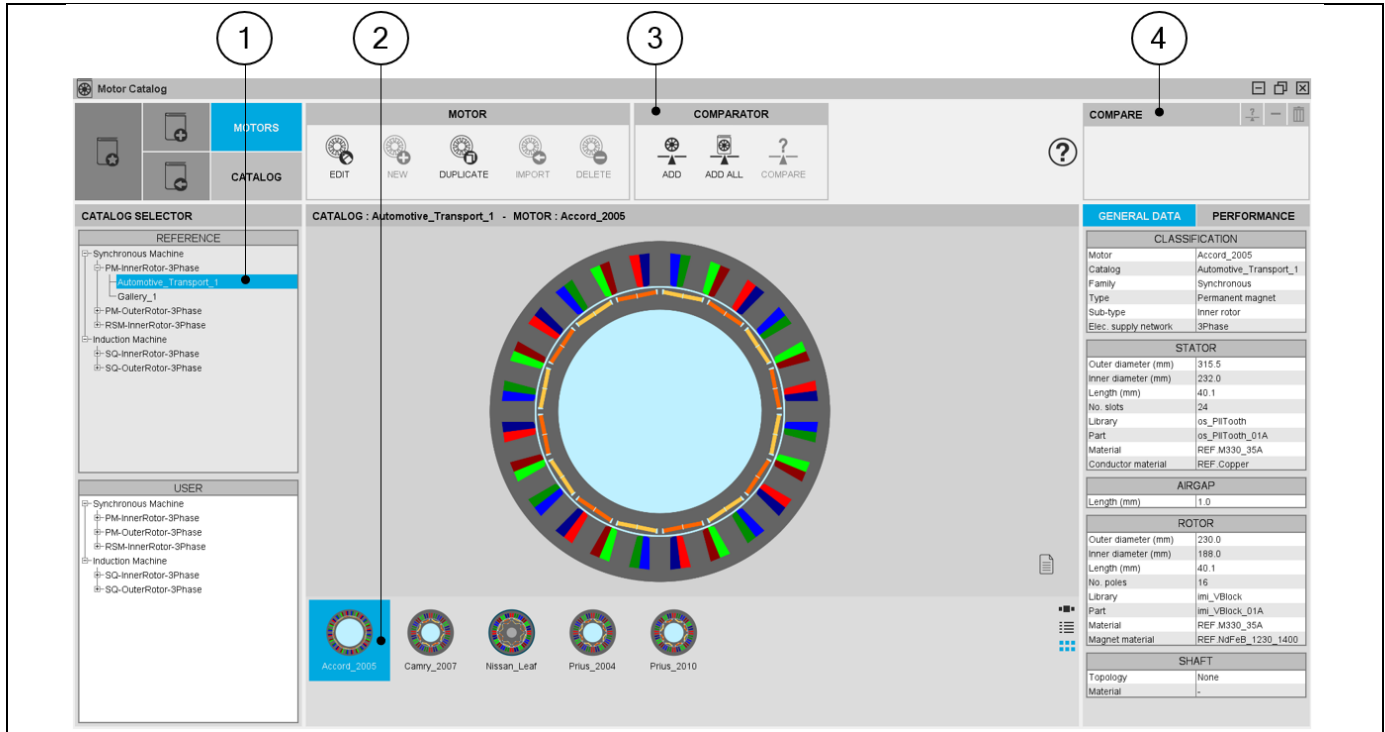 1
2
3
4
Motor Catalog
MOTORS
CATALOG
MOTOR
EDIT
NEW
DUPLICATE
IMPORT
DELETE
COMPARATOR
ADD
ADD ALL
?
COMPARE
?
COMPARE
?
CATALOG SELECTOR
REFERENCE
Synchronous Machine
PM-InnerRotor-3Phase
Automotive_Transport_1
Gallery_1
PM-OuterRotor-3Phase
RSM-InnerRotor-3Phase
Induction Machine
SQ-InnerRotor-3Phase
SQ-OuterRotor-3Phase
USER
Synchronous Machine
PM-InnerRotor-3Phase
PM-OuterRotor-3Phase
RSM-InnerRotor-3Phase
Induction Machine
SQ-InnerRotor-3Phase
SQ-OuterRotor-3Phase
CATALOG : Automotive_Transport_1 - MOTOR : Accord_2005
Accord_2005
Camry_2007
Nissan_Leaf
Prius_2004
Prius_2010
GENERAL DATA PERFORMANCE
CLASSIFICATION
Motor Accord_2005
Catalog Automotive_Transport_1
Family Synchronous
Type Permanent magnet
Sub-type Inner rotor
Elec. supply network 3Phase
STATOR
Outer diameter (mm) 315.5
Inner diameter (mm) 232.0
Length (mm) 40.1
No. slots 24
Library os_PllTooth
Part os_PllTooth_01A
Material REF.M330_35A
Conductor material REF.Copper
AIRGAP
Length (mm) 1.0
ROTOR
Outer diameter (mm) 230.0
Inner diameter (mm) 188.0
Length (mm) 40.1
No. poles 16
Library imi_VBlock
Part imi_VBlock_01A
Material REF.M330_35A
Magnet material REF.NdFeB_1230_1400
SHAFT
Topology None
Material -